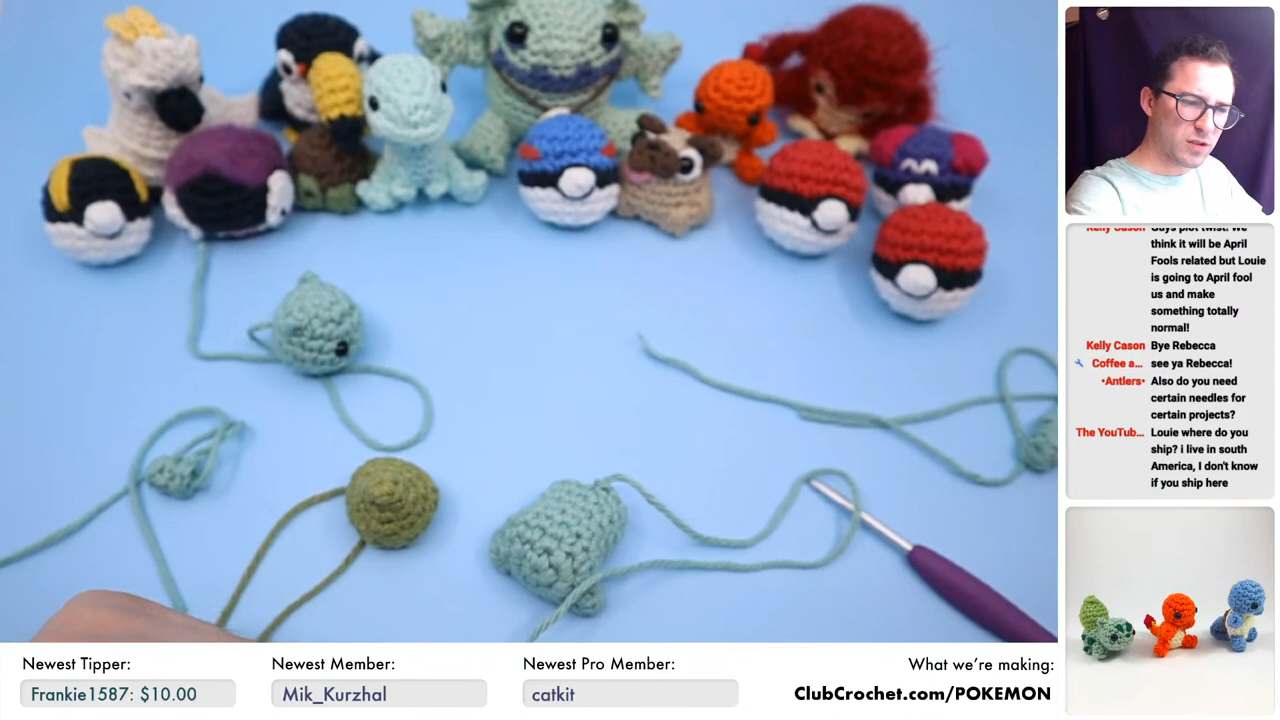 Kelly Cason Guys plot twist! We
think it will be April
Fools related but Louie
is going to April fool
us and make
something totally
normal!
Kelly Cason Bye Rebecca
Coffee a... see ya Rebecca!
•Antlers• Also do you need
certain needles for
certain projects?
The YouTub... Louie where do you
ship? i live in south
America, I don't know
if you ship here
Newest Tipper:
Frankie1587: $10.00
Newest Member:
Mik_Kurzhal
Newest Pro Member:
catkit
What we're making:
ClubCrochet.com/POKEMON